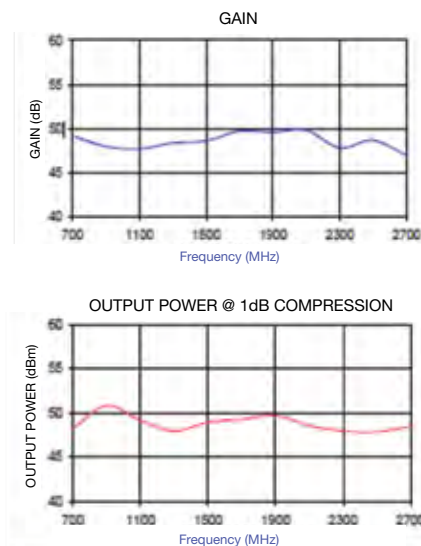 GAIN
60
55
50
45
40
GAIN (dB)
700 1100 1500 1900 2300 2700
Frequency (MHz)
OUTPUT POWER @ 1dB COMPRESSION
60
55
50
45
40
OUTPUT POWER (dBm)
700 1100 1500 1900 2300 2700
Frequency (MHz)